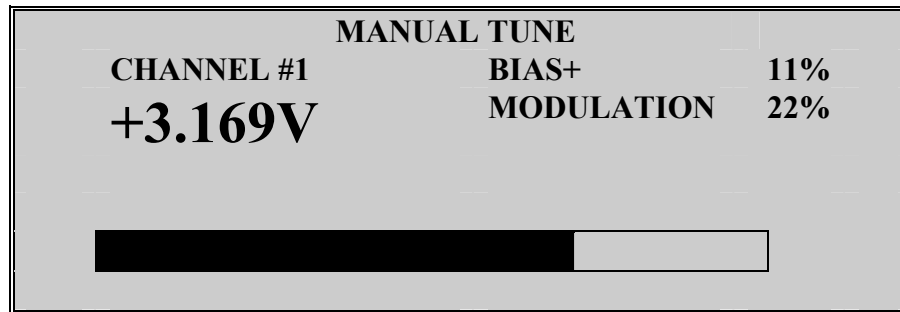 MANUAL TUNE
CHANNEL #1 BIAS+ 11%
+3.169V MODULATION 22%